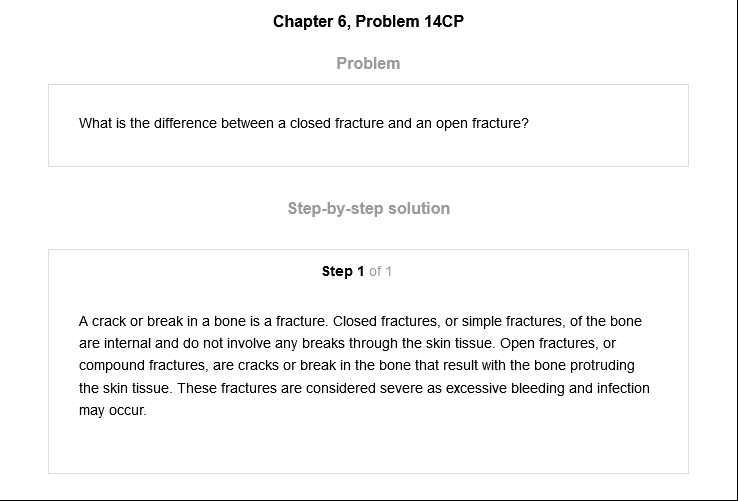 Chapter 6, Problem 14CP
Problem
What is the difference between a closed fracture and an open fracture?
Step-by-step solution
Step 1 of 1
A crack or break in a bone is a fracture. Closed fractures, or simple fractures, of the bone
are internal and do not involve any breaks through the skin tissue. Open fractures, or
compound fractures, are cracks or break in the bone that result with the bone protruding
the skin tissue. These fractures are considered severe as excessive bleeding and infection
may occur.